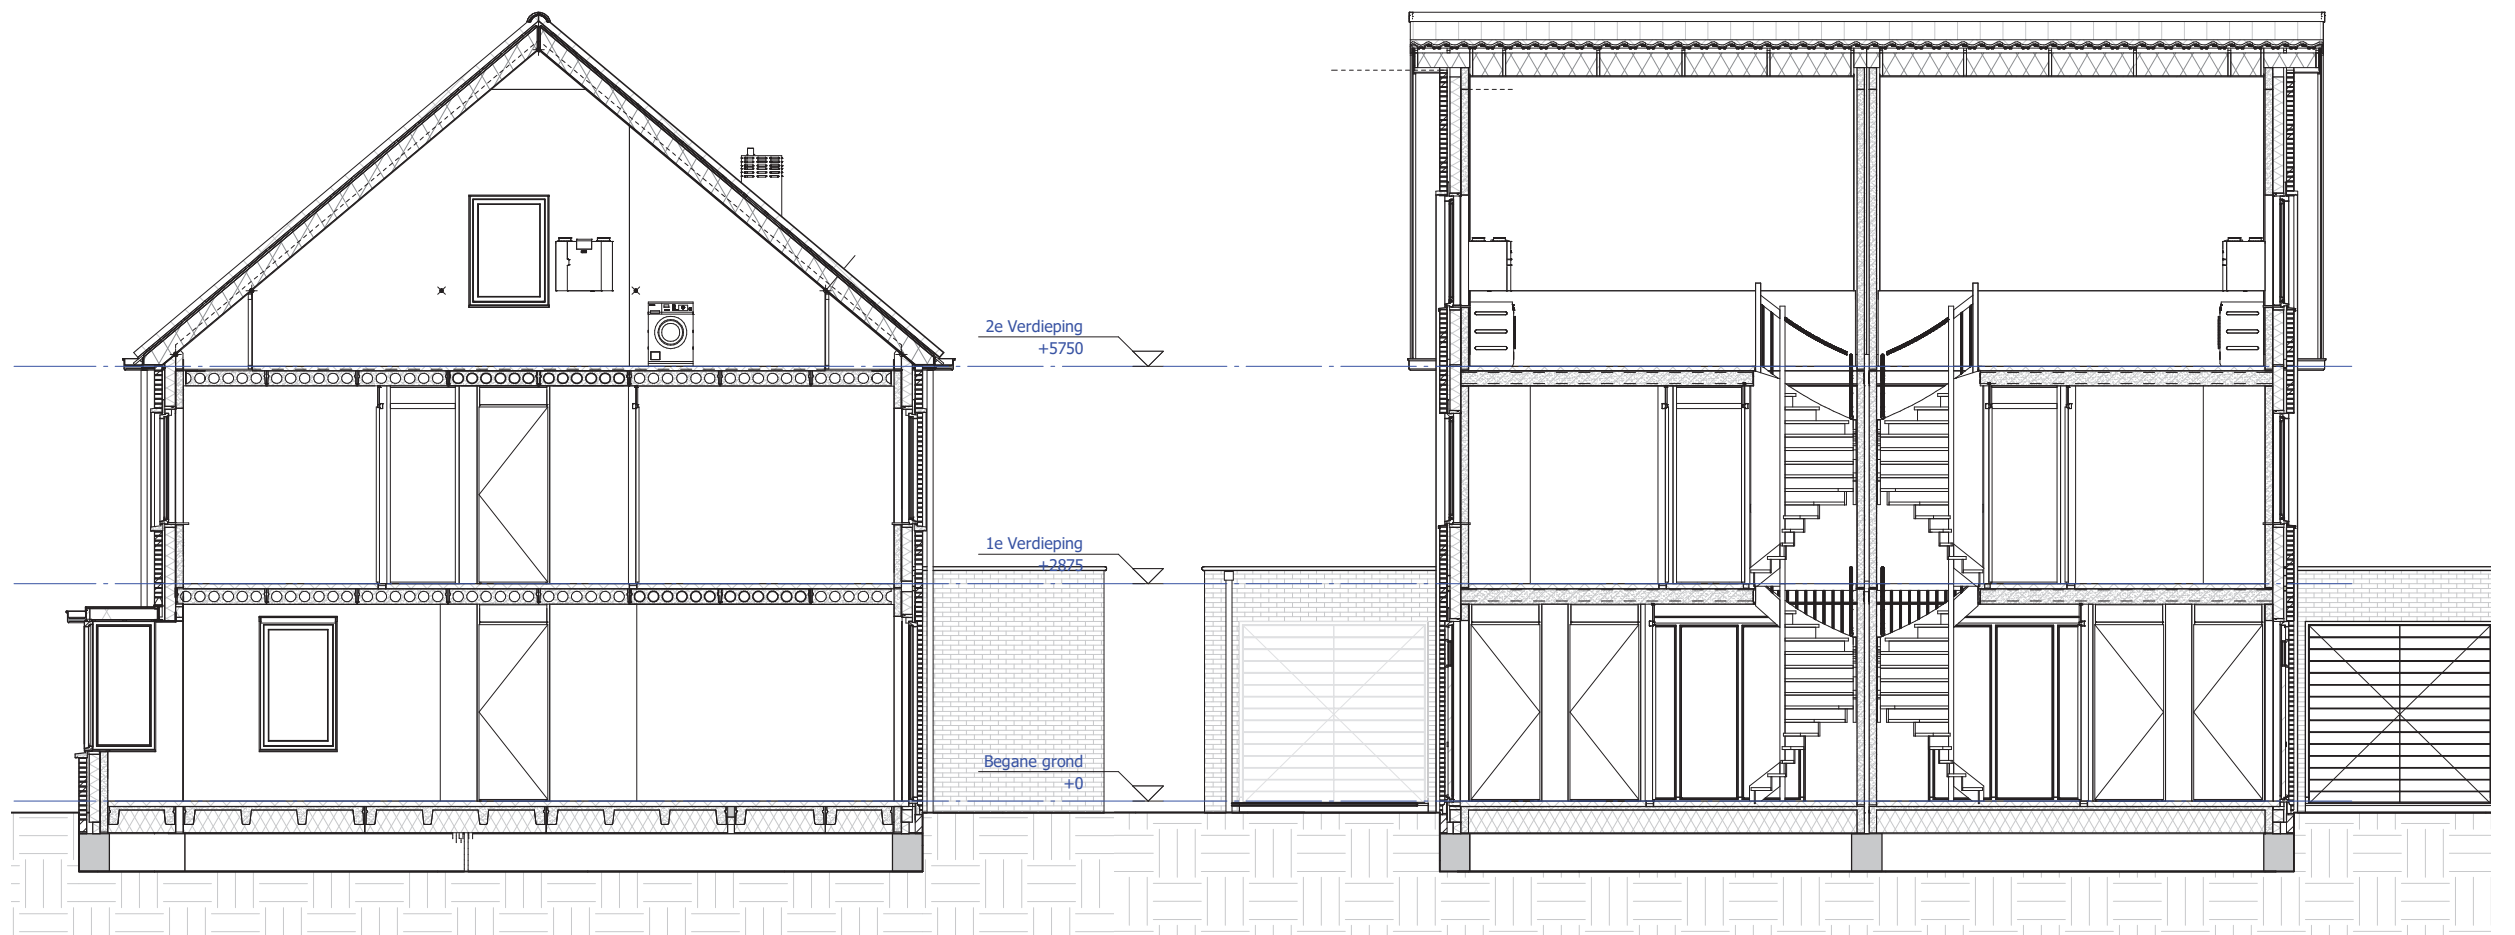 2e Verdieping
+5750
1e Verdieping
+2875
Begane grond
+0